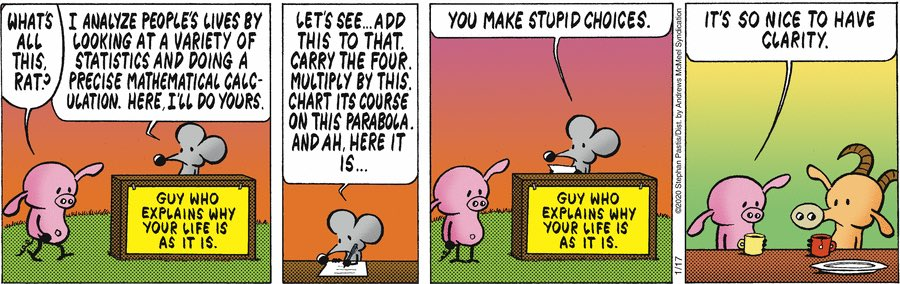 WHAT'S
ALL
THIS,
RAT?
I ANALYZE PEOPLE'S LIVES BY
LOOKING AT A VARIETY OF
STATISTICS AND DOING A
PRECISE MATHEMATICAL CALC-
ULATION. HERE, I'LL DO YOURS.
GUY WHO
EXPLAINS WHY
YOUR LIFE IS
AS IT IS.
LET'S SEE...ADD
THIS TO THAT.
CARRY THE FOUR.
MULTIPLY BY THIS.
CHART ITS COURSE
ON THIS PARABOLA.
AND AH, HERE IT
IS...
YOU MAKE STUPID CHOICES.
GUY WHO
EXPLAINS WHY
YOUR LIFE IS
AS IT IS.
1/17
©2020 Stephan Pastis/Dist. by Andrews McMeel Syndication
IT'S SO NICE TO HAVE
CLARITY.